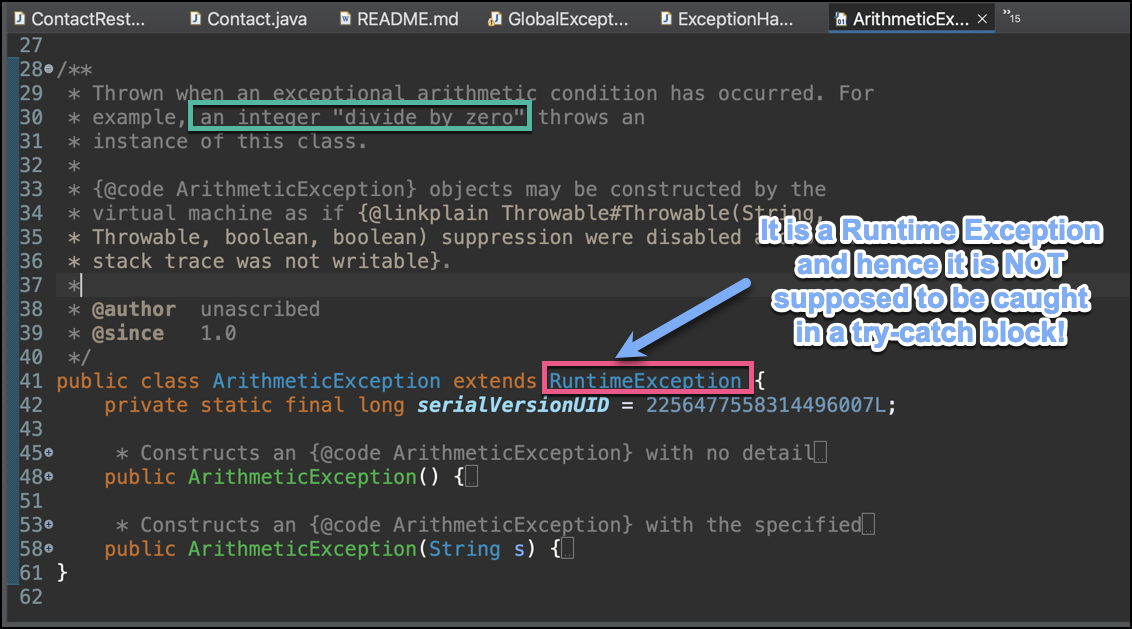 ContactRest... Contact.java README.md GlobalExcept... ExceptionHa... ArithmeticEx... 15
27
28 /**
29 * Thrown when an exceptional arithmetic condition has occurred. For
30 * example, an integer "divide by zero" throws an
31 * instance of this class.
32 *
33 * {@code ArithmeticException} objects may be constructed by the
34 * virtual machine as if {@linkplain Throwable#Throwable(String,
35 * Throwable, boolean, boolean) suppression were disabled
36 * stack trace was not writable}.
37 *
38 * @author unascribed
39 * @since 1.0
40 */
41 public class ArithmeticException extends RuntimeException {
42 private static final long serialVersionUID = 2256477558314496007L;
43
45 * Constructs an {@code ArithmeticException} with no detail
48 public ArithmeticException() {
51
53 * Constructs an {@code ArithmeticException} with the specified
58 public ArithmeticException(String s) {
61 }
62
It is a Runtime Exception
and hence it is NOT
supposed to be caught
in a try-catch block!